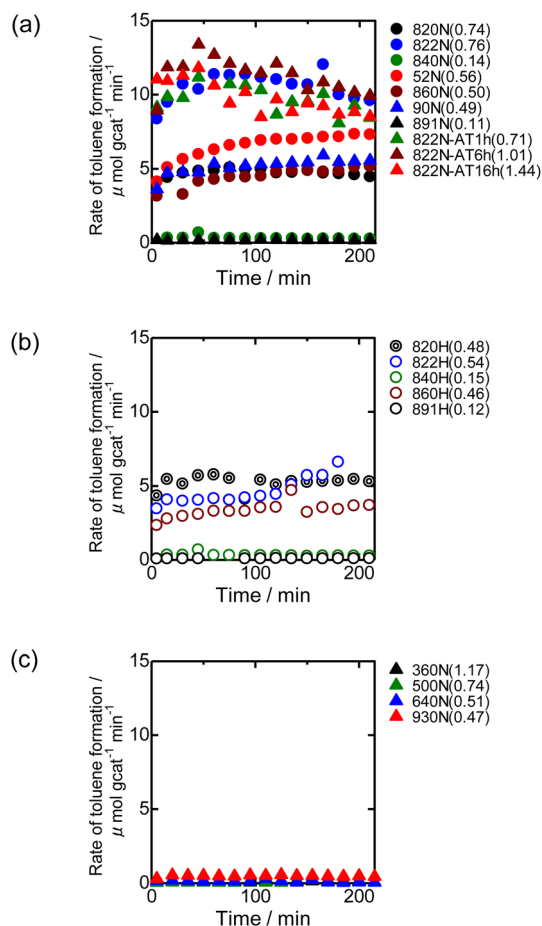 (a)
Rate of toluene formation /
μ mol gcat⁻¹ min⁻¹
15
10
5
0
0 100 200
Time / min
820N(0.74)
822N(0.76)
840N(0.14)
52N(0.56)
860N(0.50)
90N(0.49)
891N(0.11)
822N-AT1h(0.71)
822N-AT6h(1.01)
822N-AT16h(1.44)
(b)
Rate of toluene formation /
μ mol gcat⁻¹ min⁻¹
15
10
5
0
0 100 200
Time / min
820H(0.48)
822H(0.54)
840H(0.15)
860H(0.46)
891H(0.12)
(c)
Rate of toluene formation /
μ mol gcat⁻¹ min⁻¹
15
10
5
0
0 100 200
Time / min
360N(1.17)
500N(0.74)
640N(0.51)
930N(0.47)